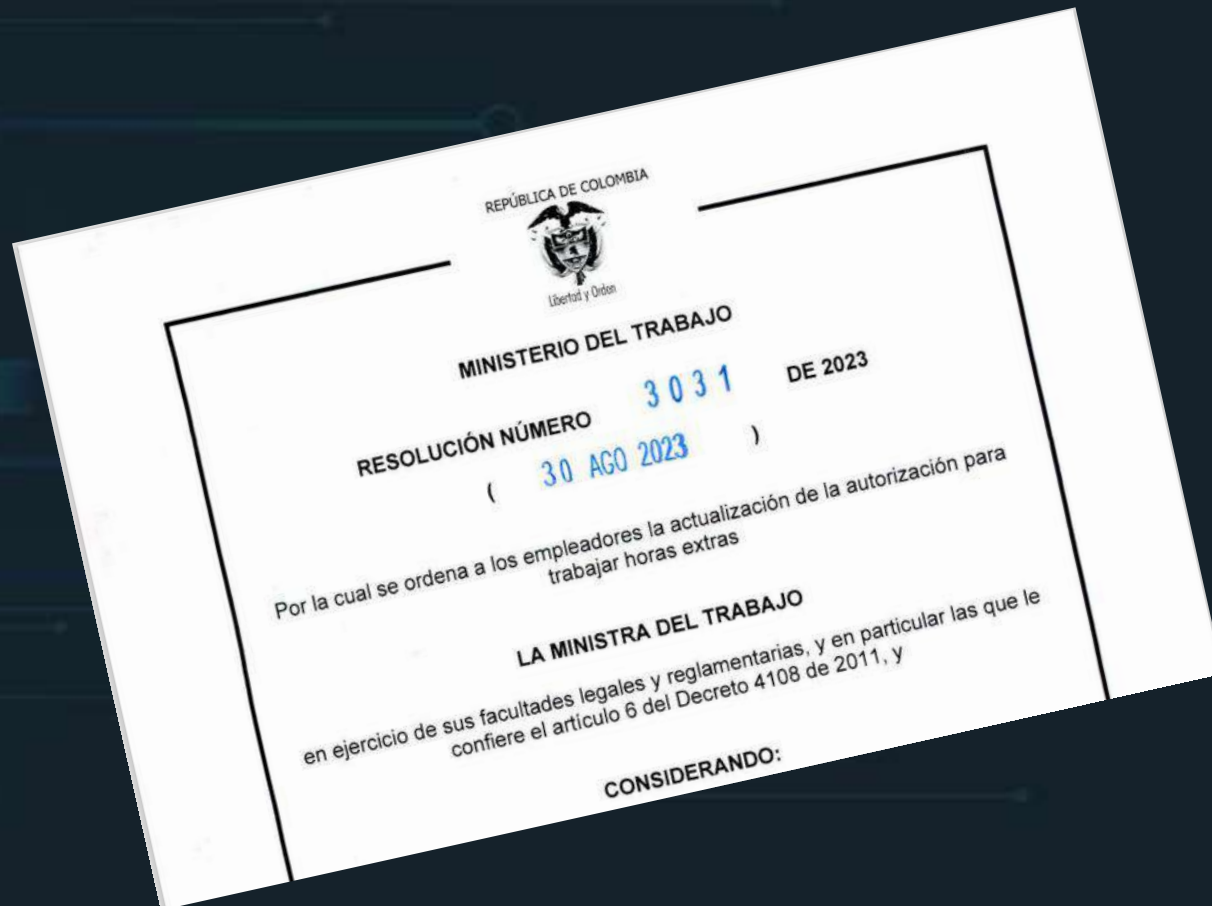 REPÚBLICA DE COLOMBIA
Libertad y Orden
MINISTERIO DEL TRABAJO
RESOLUCIÓN NÚMERO 3031 DE 2023
( 30 AGO 2023 )
Por la cual se ordena a los empleadores la actualización de la autorización para
trabajar horas extras
LA MINISTRA DEL TRABAJO
en ejercicio de sus facultades legales y reglamentarias, y en particular las que le
confiere el artículo 6 del Decreto 4108 de 2011, y
CONSIDERANDO: